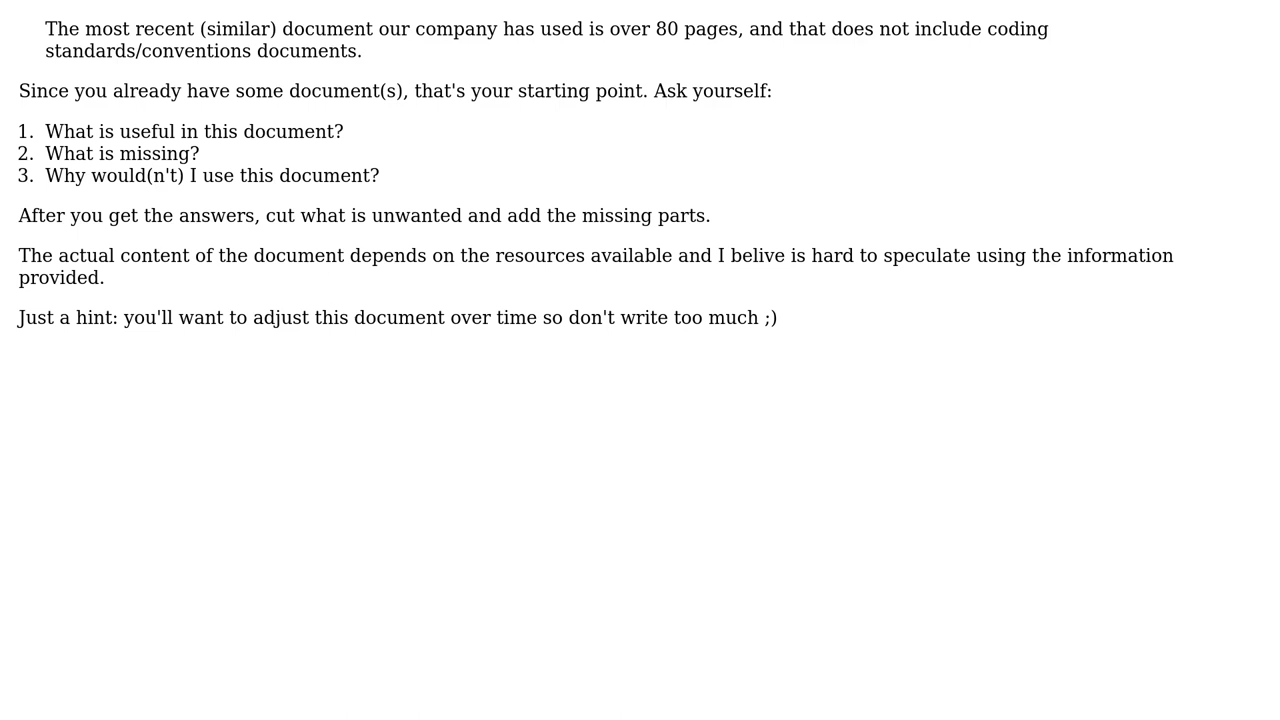 The most recent (similar) document our company has used is over 80 pages, and that does not include coding
standards/conventions documents.
Since you already have some document(s), that's your starting point. Ask yourself:
1. What is useful in this document?
2. What is missing?
3. Why would(n't) I use this document?
After you get the answers, cut what is unwanted and add the missing parts.
The actual content of the document depends on the resources available and I belive is hard to speculate using the information
provided.
Just a hint: you'll want to adjust this document over time so don't write too much ;)